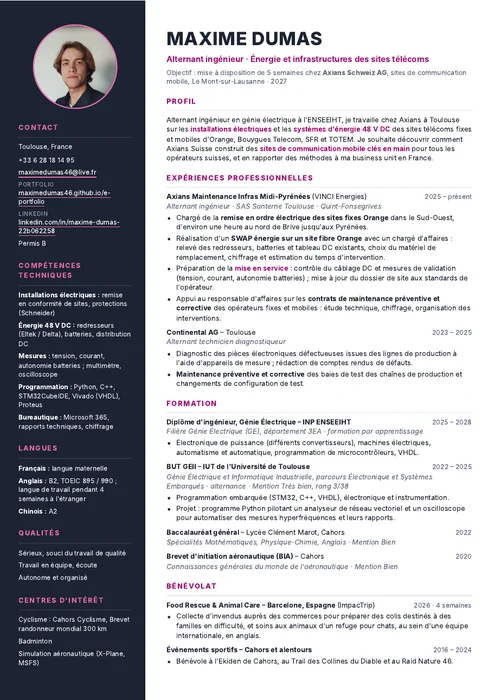 MAXIME DUMAS
Alternant ingénieur · Énergie et infrastructures des sites télécoms
Objectif : mise à disposition de 5 semaines chez Axians Schweiz AG, sites de communication
mobile, Le Mont-sur-Lausanne · 2027
CONTACT
Toulouse, France
+33 6 28 18 14 95
maximedumas46@live.fr
PORTFOLIO
maximedumas46.github.io/e-
portfolio
LINKEDIN
linkedin.com/in/maxime-dumas-
22b062258
Permis B
COMPÉTENCES
TECHNIQUES
Installations électriques : remise
en conformité de sites, protections
(Schneider)
Énergie 48 V DC : redresseurs
(Eltek / Delta), batteries, distribution
DC
Mesures : tension, courant,
autonomie batteries ; multimètre,
oscilloscope
Programmation : Python, C++,
STM32CubeIDE, Vivado (VHDL),
Proteus
Bureautique : Microsoft 365,
rapports techniques, chiffrage
LANGUES
Français : langue maternelle
Anglais : B2, TOEIC 895 / 990 ;
langue de travail pendant 4
semaines à l'étranger
Chinois : A2
QUALITÉS
Sérieux, souci du travail de qualité
Travail en équipe, écoute
Autonome et organisé
CENTRES D'INTÉRÊT
Cyclisme : Cahors Cyclisme, Brevet
randonneur mondial 300 km
Badminton
Simulation aéronautique (X-Plane,
MSFS)
PROFIL
Alternant ingénieur en génie électrique à l'ENSEEIHT, je travaille chez Axians à Toulouse
sur les installations électriques et les systèmes d'énergie 48 V DC des sites télécoms fixes
et mobiles d'Orange, Bouygues Telecom, SFR et TOTEM. Je souhaite découvrir comment
Axians Suisse construit des sites de communication mobile clés en main pour tous les
opérateurs suisses, et en rapporter des méthodes à ma business unit en France.
EXPÉRIENCES PROFESSIONNELLES
Axians Maintenance Infras Midi-Pyrénées (VINCI Energies) 2025 – présent
Alternant ingénieur · SAS Santerne Toulouse · Quint-Fonsegrives
• Chargé de la remise en ordre électrique des sites fixes Orange dans le Sud-Ouest,
d'environ une heure au nord de Brive jusqu'aux Pyrénées.
• Réalisation d'un SWAP énergie sur un site fibre Orange avec un chargé d'affaires :
relevé des redresseurs, batteries et tableau DC existants, choix du matériel de
remplacement, chiffrage et estimation du temps d'intervention.
• Préparation de la mise en service : contrôle du câblage DC et mesures de validation
(tension, courant, autonomie batteries) ; mise à jour du dossier de site aux standards de
l'opérateur.
• Appui au responsable d'affaires sur les contrats de maintenance préventive et
corrective des opérateurs fixes et mobiles : étude technique, chiffrage, organisation des
interventions.
Continental AG – Toulouse 2023 – 2025
Alternant technicien diagnostiqueur
• Diagnostic des pièces électroniques défectueuses issues des lignes de production à
l'aide d'appareils de mesure ; rédaction de comptes rendus de défauts.
• Maintenance préventive et corrective des baies de test des chaînes de production et
changements de configuration de test.
FORMATION
Diplôme d'ingénieur, Génie Électrique – INP ENSEEIHT 2025 – 2028
Filière Génie Électrique (GE), département 3EA · formation par apprentissage
• Électronique de puissance (différents convertisseurs), machines électriques,
automatisme et automatique, programmation de microcontrôleurs, VHDL.
BUT GEII – IUT de l'Université de Toulouse 2022 – 2025
Génie Électrique et Informatique Industrielle, parcours Électronique et Systèmes
Embarqués · alternance · Mention Très bien, rang 3/38
• Programmation embarquée (STM32, C++, VHDL), électronique et instrumentation.
• Projet : programme Python pilotant un analyseur de réseau vectoriel et un oscilloscope
pour automatiser des mesures hyperfréquences et leurs rapports.
Baccalauréat général – Lycée Clément Marot, Cahors 2022
Spécialités Mathématiques, Physique-Chimie, Anglais · Mention Bien
Brevet d'initiation aéronautique (BIA) – Cahors 2020
Connaissances générales du monde de l'aéronautique · Mention Bien
BÉNÉVOLAT
Food Rescue & Animal Care – Barcelone, Espagne (ImpacTrip) 2026 · 4 semaines
• Collecte d'invendus auprès des commerces pour préparer des colis destinés à des
familles en difficulté, et soins aux animaux d'un refuge pour chats, au sein d'une équipe
internationale, en anglais.
Événements sportifs – Cahors et alentours 2016 – 2024
• Bénévole à l'Ekiden de Cahors, au Trail des Collines du Diable et au Raid Nature 46.